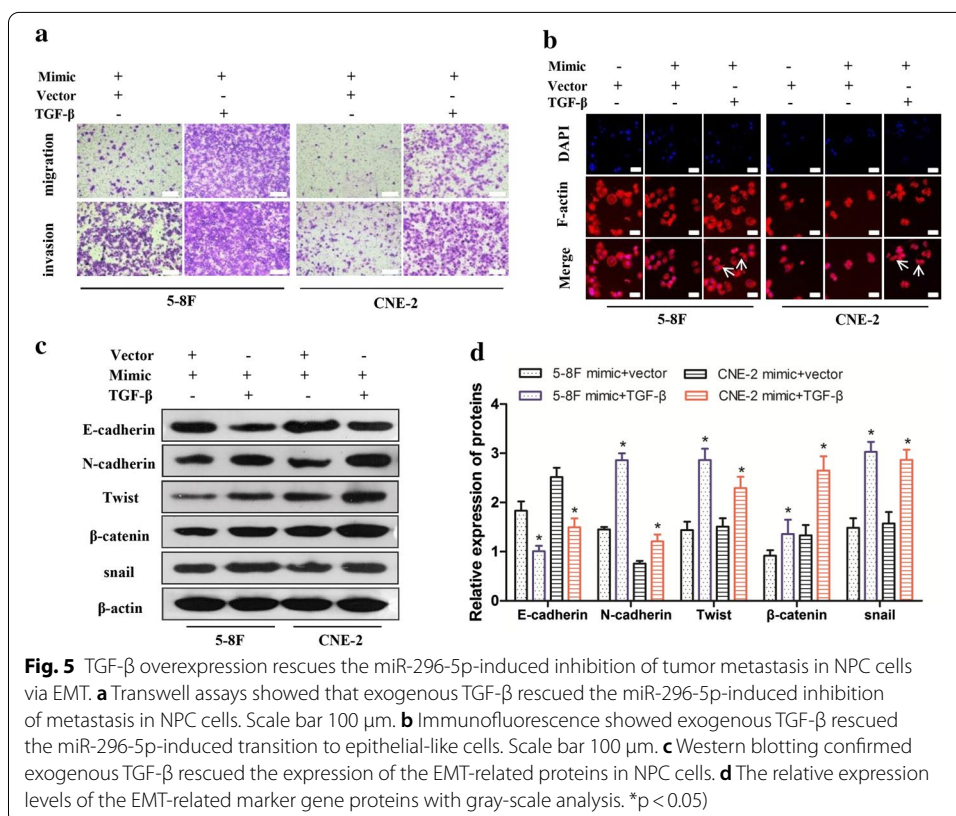 a
Mimic + + + +
Vector + - + -
TGF-β - + - +
migration
invasion
5-8F CNE-2
b
Mimic - + + - + +
Vector + + - + + -
TGF-β - - + - - +
DAPI
F-actin
Merge
5-8F CNE-2
c
Vector + - + -
Mimic + + + +
TGF-β - + - +
E-cadherin
N-cadherin
Twist
β-catenin
snail
β-actin
5-8F CNE-2
d
5-8F mimic+vector CNE-2 mimic+vector
5-8F mimic+TGF-β CNE-2 mimic+TGF-β
Relative expression of proteins
4
3
2
1
0
* * * * * * * * * *
E-cadherin N-cadherin Twist β-catenin snail
Fig. 5 TGF-β overexpression rescues the miR-296-5p-induced inhibition of tumor metastasis in NPC cells
via EMT. a Transwell assays showed that exogenous TGF-β rescued the miR-296-5p-induced inhibition
of metastasis in NPC cells. Scale bar 100 μm. b Immunofluorescence showed exogenous TGF-β rescued
the miR-296-5p-induced transition to epithelial-like cells. Scale bar 100 μm. c Western blotting confirmed
exogenous TGF-β rescued the expression of the EMT-related proteins in NPC cells. d The relative expression
levels of the EMT-related marker gene proteins with gray-scale analysis. *p < 0.05)